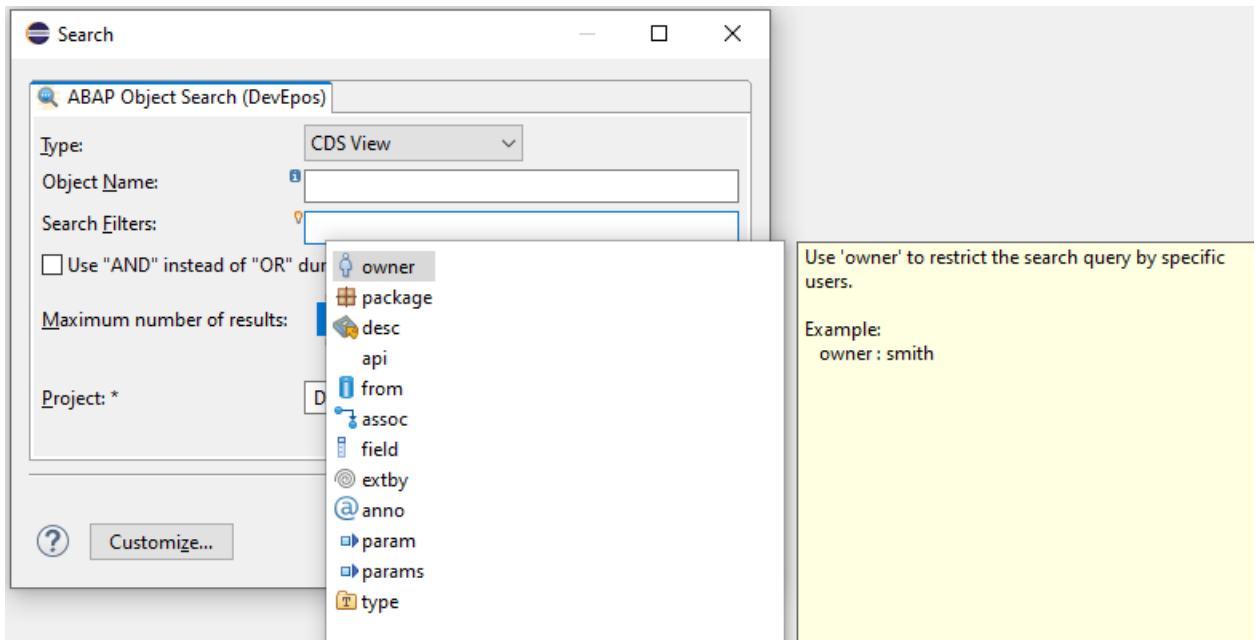 Search
ABAP Object Search (DevEpos)
Type:
CDS View
Object Name:
Search Filters:
Use "AND" instead of "OR" dur
Maximum number of results:
Project: *
D
Customize...
owner
package
desc
api
from
assoc
field
extby
anno
param
params
type
Use 'owner' to restrict the search query by specific
users.
Example:
owner : smith